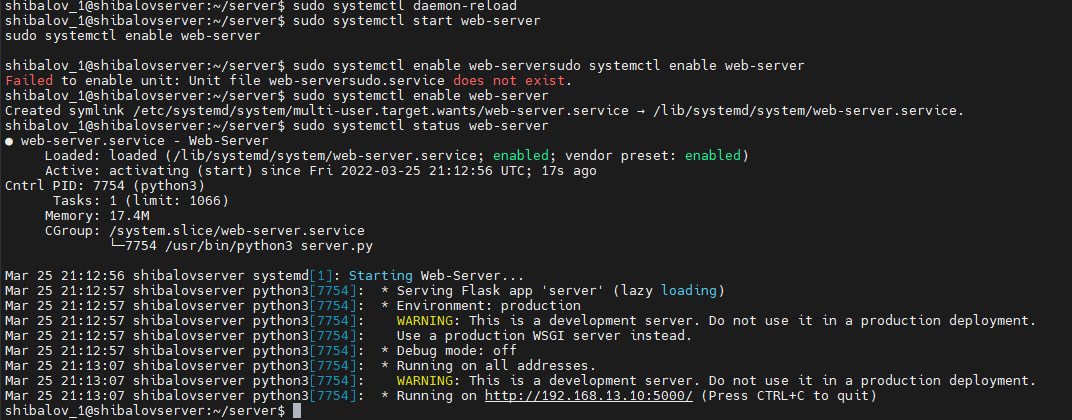 shibalov_1@shibalovserver:~/server$ sudo systemctl daemon-reload
shibalov_1@shibalovserver:~/server$ sudo systemctl start web-server
sudo systemctl enable web-server
shibalov_1@shibalovserver:~/server$ sudo systemctl enable web-serversudo systemctl enable web-server
Failed to enable unit: Unit file web-serversudo.service does not exist.
shibalov_1@shibalovserver:~/server$ sudo systemctl enable web-server
Created symlink /etc/systemd/system/multi-user.target.wants/web-server.service → /lib/systemd/system/web-server.service.
shibalov_1@shibalovserver:~/server$ sudo systemctl status web-server
● web-server.service - Web-Server
     Loaded: loaded (/lib/systemd/system/web-server.service; enabled; vendor preset: enabled)
     Active: activating (start) since Fri 2022-03-25 21:12:56 UTC; 17s ago
Cntrl PID: 7754 (python3)
      Tasks: 1 (limit: 1066)
     Memory: 17.4M
     CGroup: /system.slice/web-server.service
             └─7754 /usr/bin/python3 server.py
Mar 25 21:12:56 shibalovserver systemd[1]: Starting Web-Server...
Mar 25 21:12:57 shibalovserver python3[7754]:  * Serving Flask app 'server' (lazy loading)
Mar 25 21:12:57 shibalovserver python3[7754]:  * Environment: production
Mar 25 21:12:57 shibalovserver python3[7754]:    WARNING: This is a development server. Do not use it in a production deployment.
Mar 25 21:12:57 shibalovserver python3[7754]:    Use a production WSGI server instead.
Mar 25 21:12:57 shibalovserver python3[7754]:  * Debug mode: off
Mar 25 21:13:07 shibalovserver python3[7754]:  * Running on all addresses.
Mar 25 21:13:07 shibalovserver python3[7754]:    WARNING: This is a development server. Do not use it in a production deployment.
Mar 25 21:13:07 shibalovserver python3[7754]:  * Running on http://192.168.13.10:5000/ (Press CTRL+C to quit)
shibalov_1@shibalovserver:~/server$